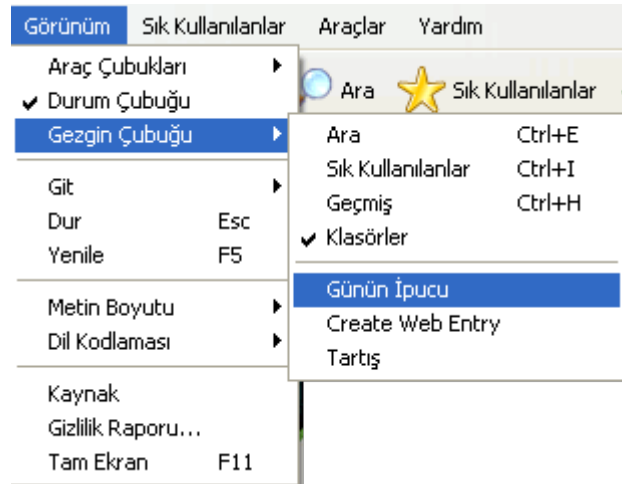 Görünüm Sık Kullanılanlar Araçlar Yardım
Ara Sık Kullanılanlar
Araç Çubukları
Durum Çubuğu
Gezgin Çubuğu
Git
Dur Esc
Yenile F5
Metin Boyutu
Dil Kodlaması
Kaynak
Gizlilik Raporu...
Tam Ekran F11
Ara Ctrl+E
Sık Kullanılanlar Ctrl+I
Geçmiş Ctrl+H
Klasörler
Günün İpucu
Create Web Entry
Tartış